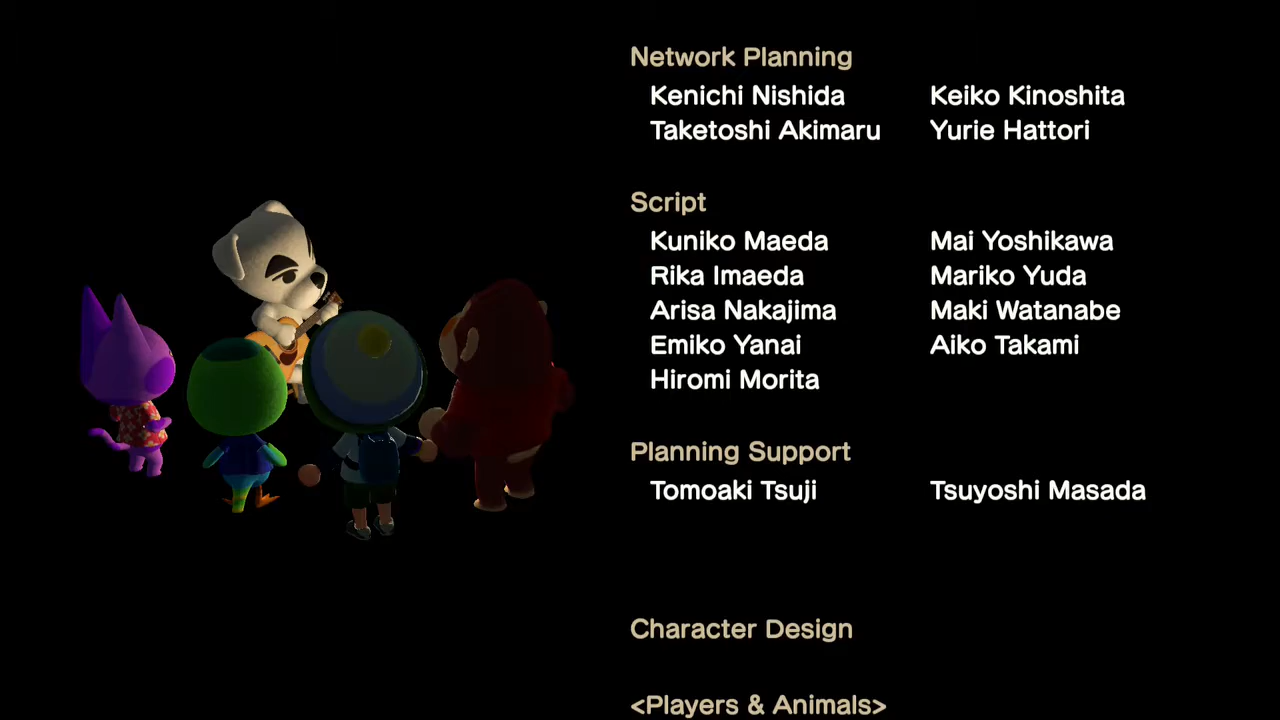 Network Planning
Kenichi Nishida Keiko Kinoshita
Taketoshi Akimaru Yurie Hattori
Script
Kuniko Maeda Mai Yoshikawa
Rika Imaeda Mariko Yuda
Arisa Nakajima Maki Watanabe
Emiko Yanai Aiko Takami
Hiromi Morita
Planning Support
Tomoaki Tsuji Tsuyoshi Masada
Character Design
<Players & Animals>